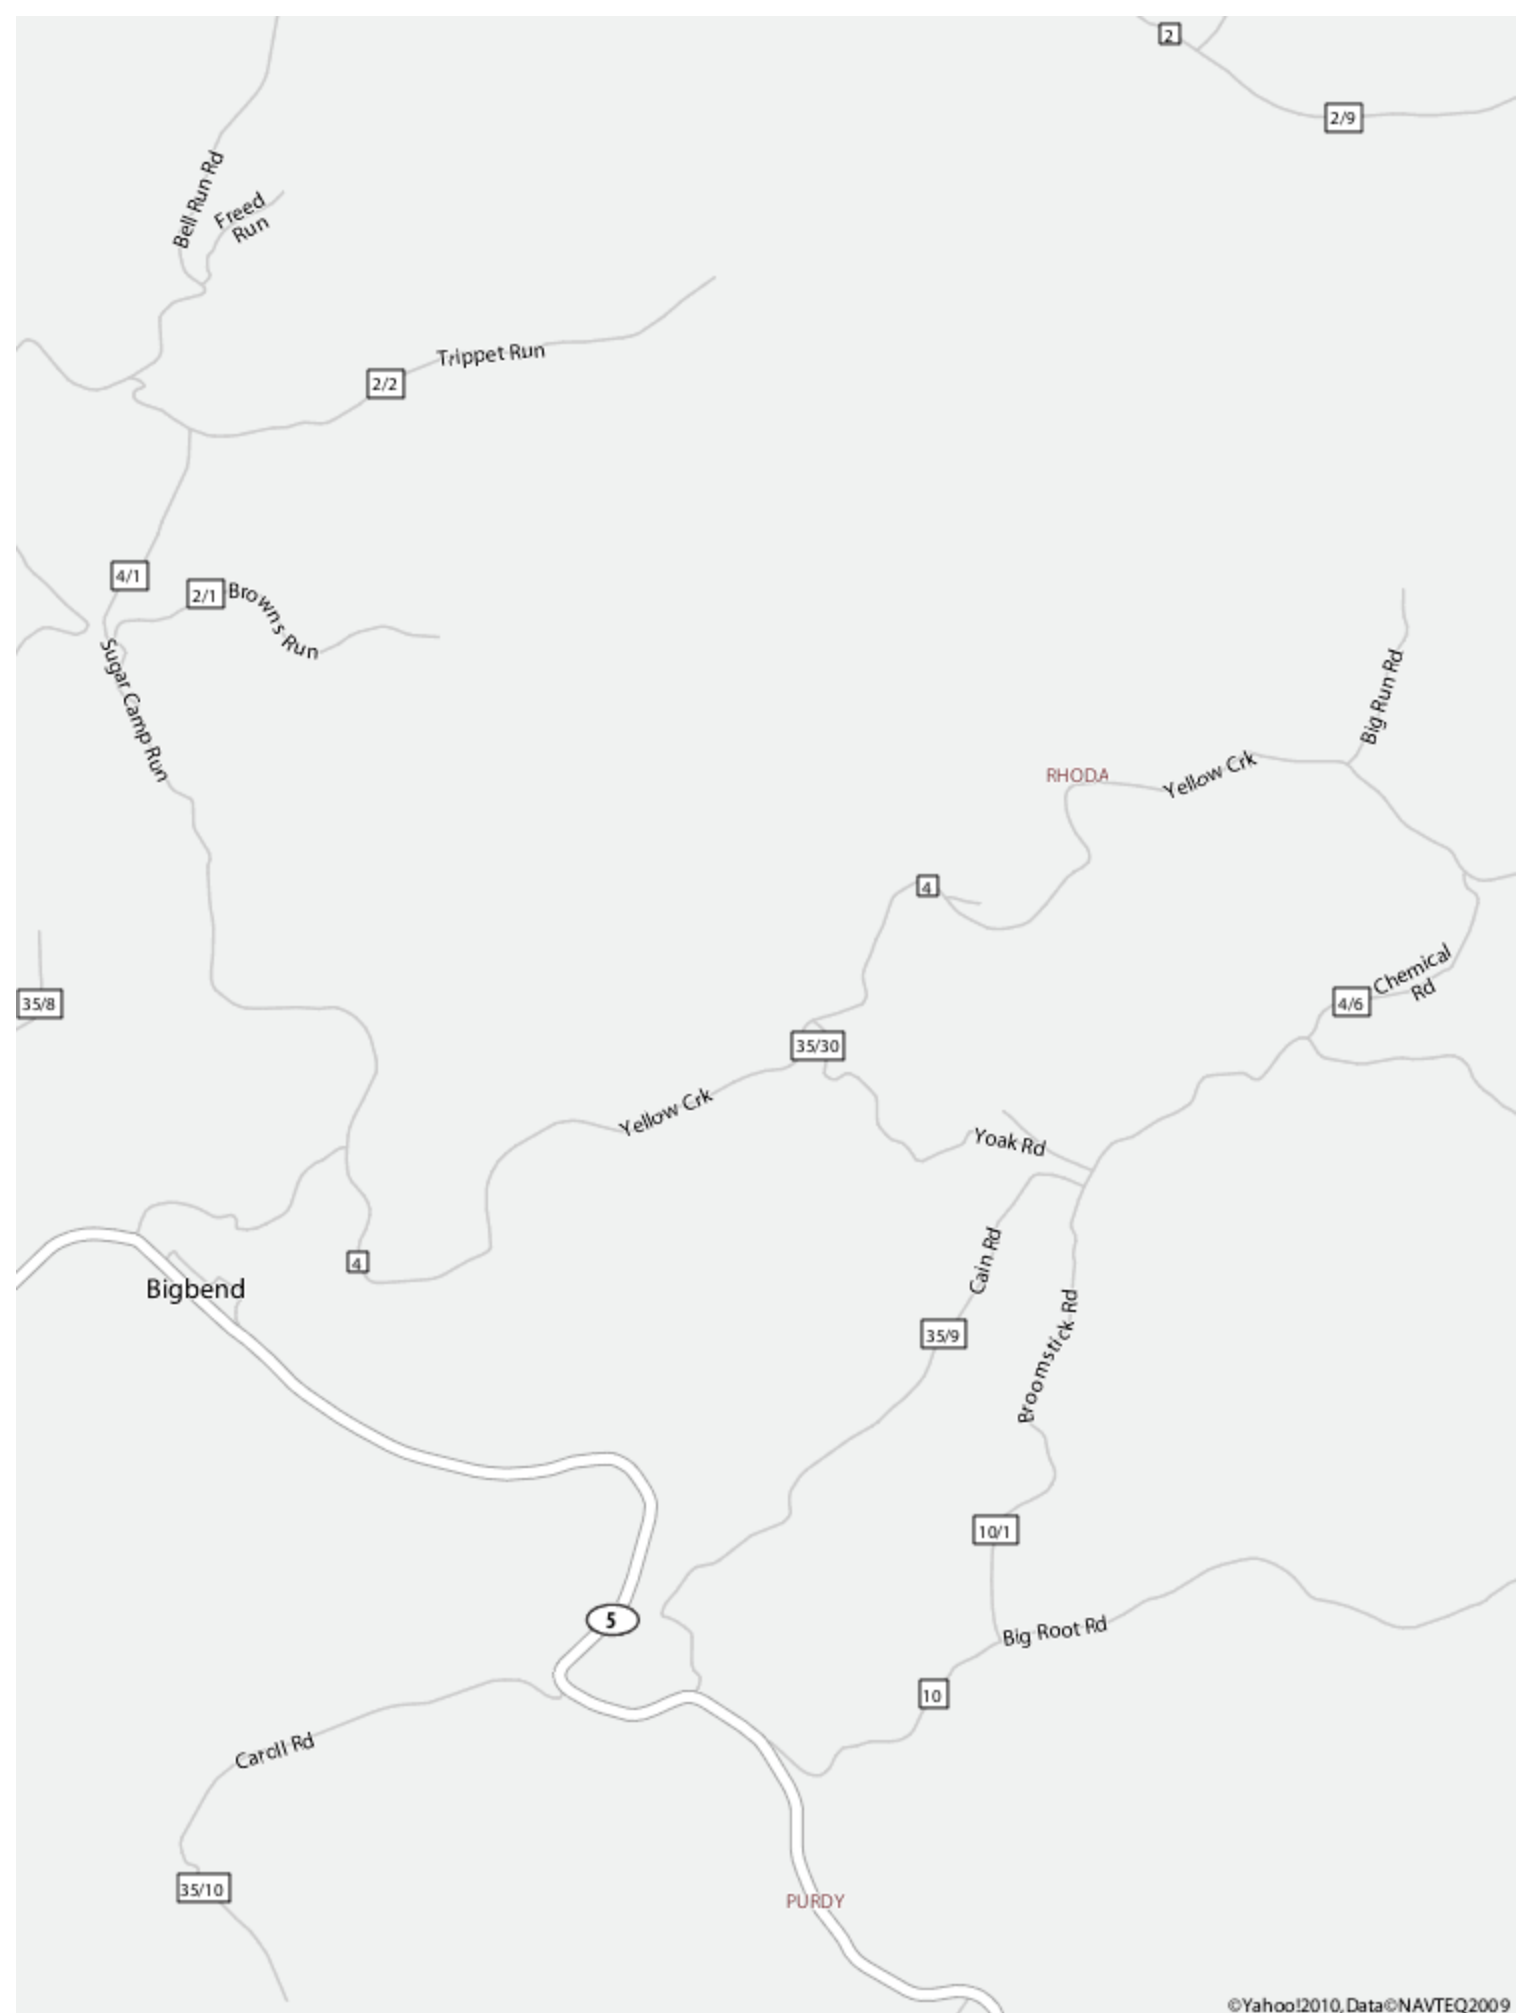 2
2/9
Bell Run Rd
Freed
Run
Trippet Run
2/2
4/1
2/1
Browns Run
Sugar Camp Run
Big Run Rd
RHODA
Yellow Crk
4
Chemical
Rd
4/6
35/8
35/30
Yellow Crk
Yoak Rd
Cain Rd
4
Bigbend
35/9
Broomstick Rd
10/1
5
Big Root Rd
10
Caroll Rd
35/10
PURDY
©Yahoo!2010, Data©NAVTEQ2009